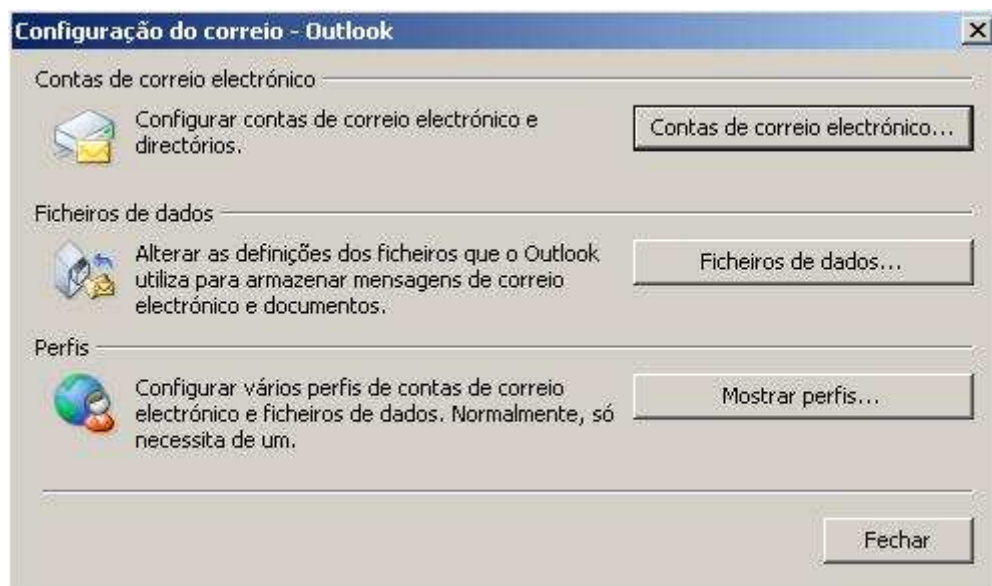 Configuração do correio - Outlook
Contas de correio electrónico
Configurar contas de correio electrónico e
directórios.
Contas de correio electrónico...
Ficheiros de dados
Alterar as definições dos ficheiros que o Outlook
utiliza para armazenar mensagens de correio
electrónico e documentos.
Ficheiros de dados...
Perfis
Configurar vários perfis de contas de correio
electrónico e ficheiros de dados. Normalmente, só
necessita de um.
Mostrar perfis...
Fechar